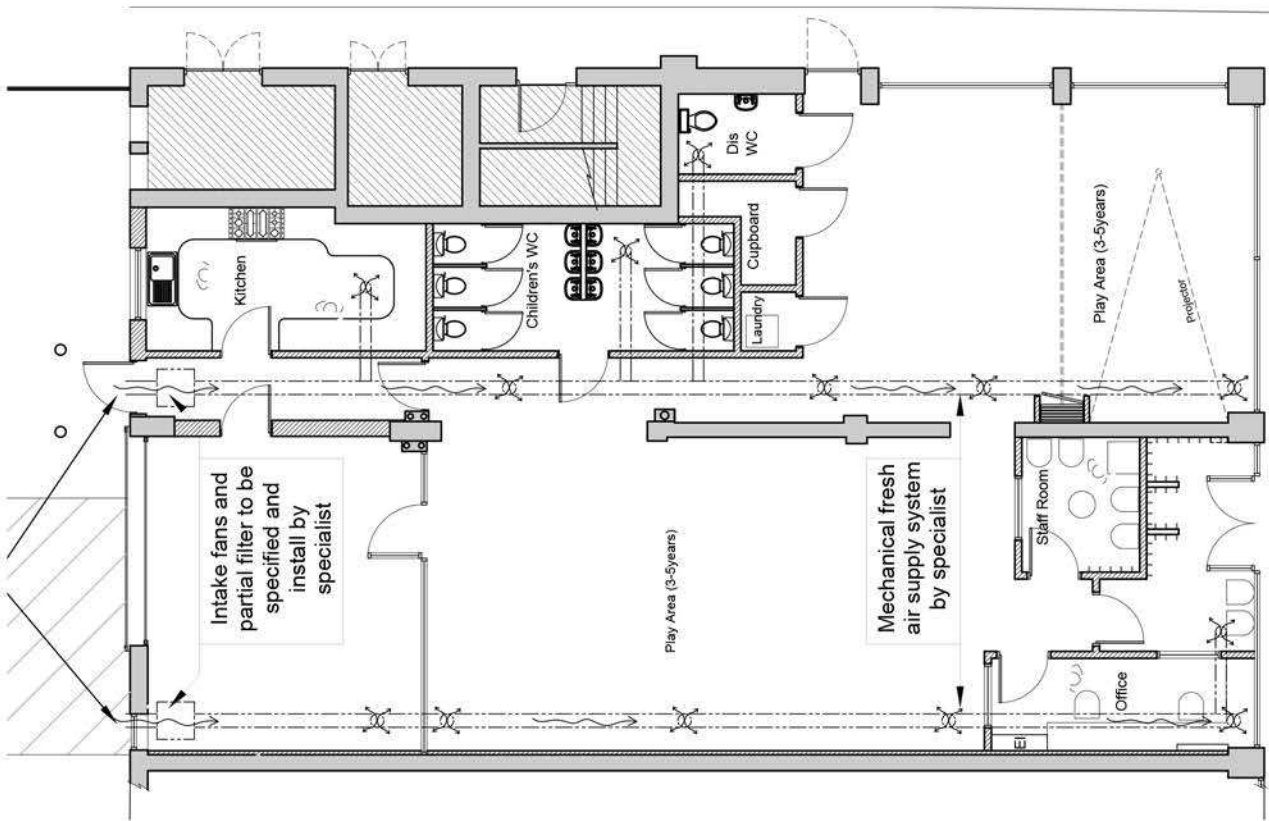 Dis
WC
Cupboard
Laundry
Kitchen
Children's WC
Play Area (3-5years)
Projector
Intake fans and
partial filter to be
specified and
install by
specialist
Play Area (3-5years)
Mechanical fresh
air supply system
by specialist
Staff Room
Office
EI